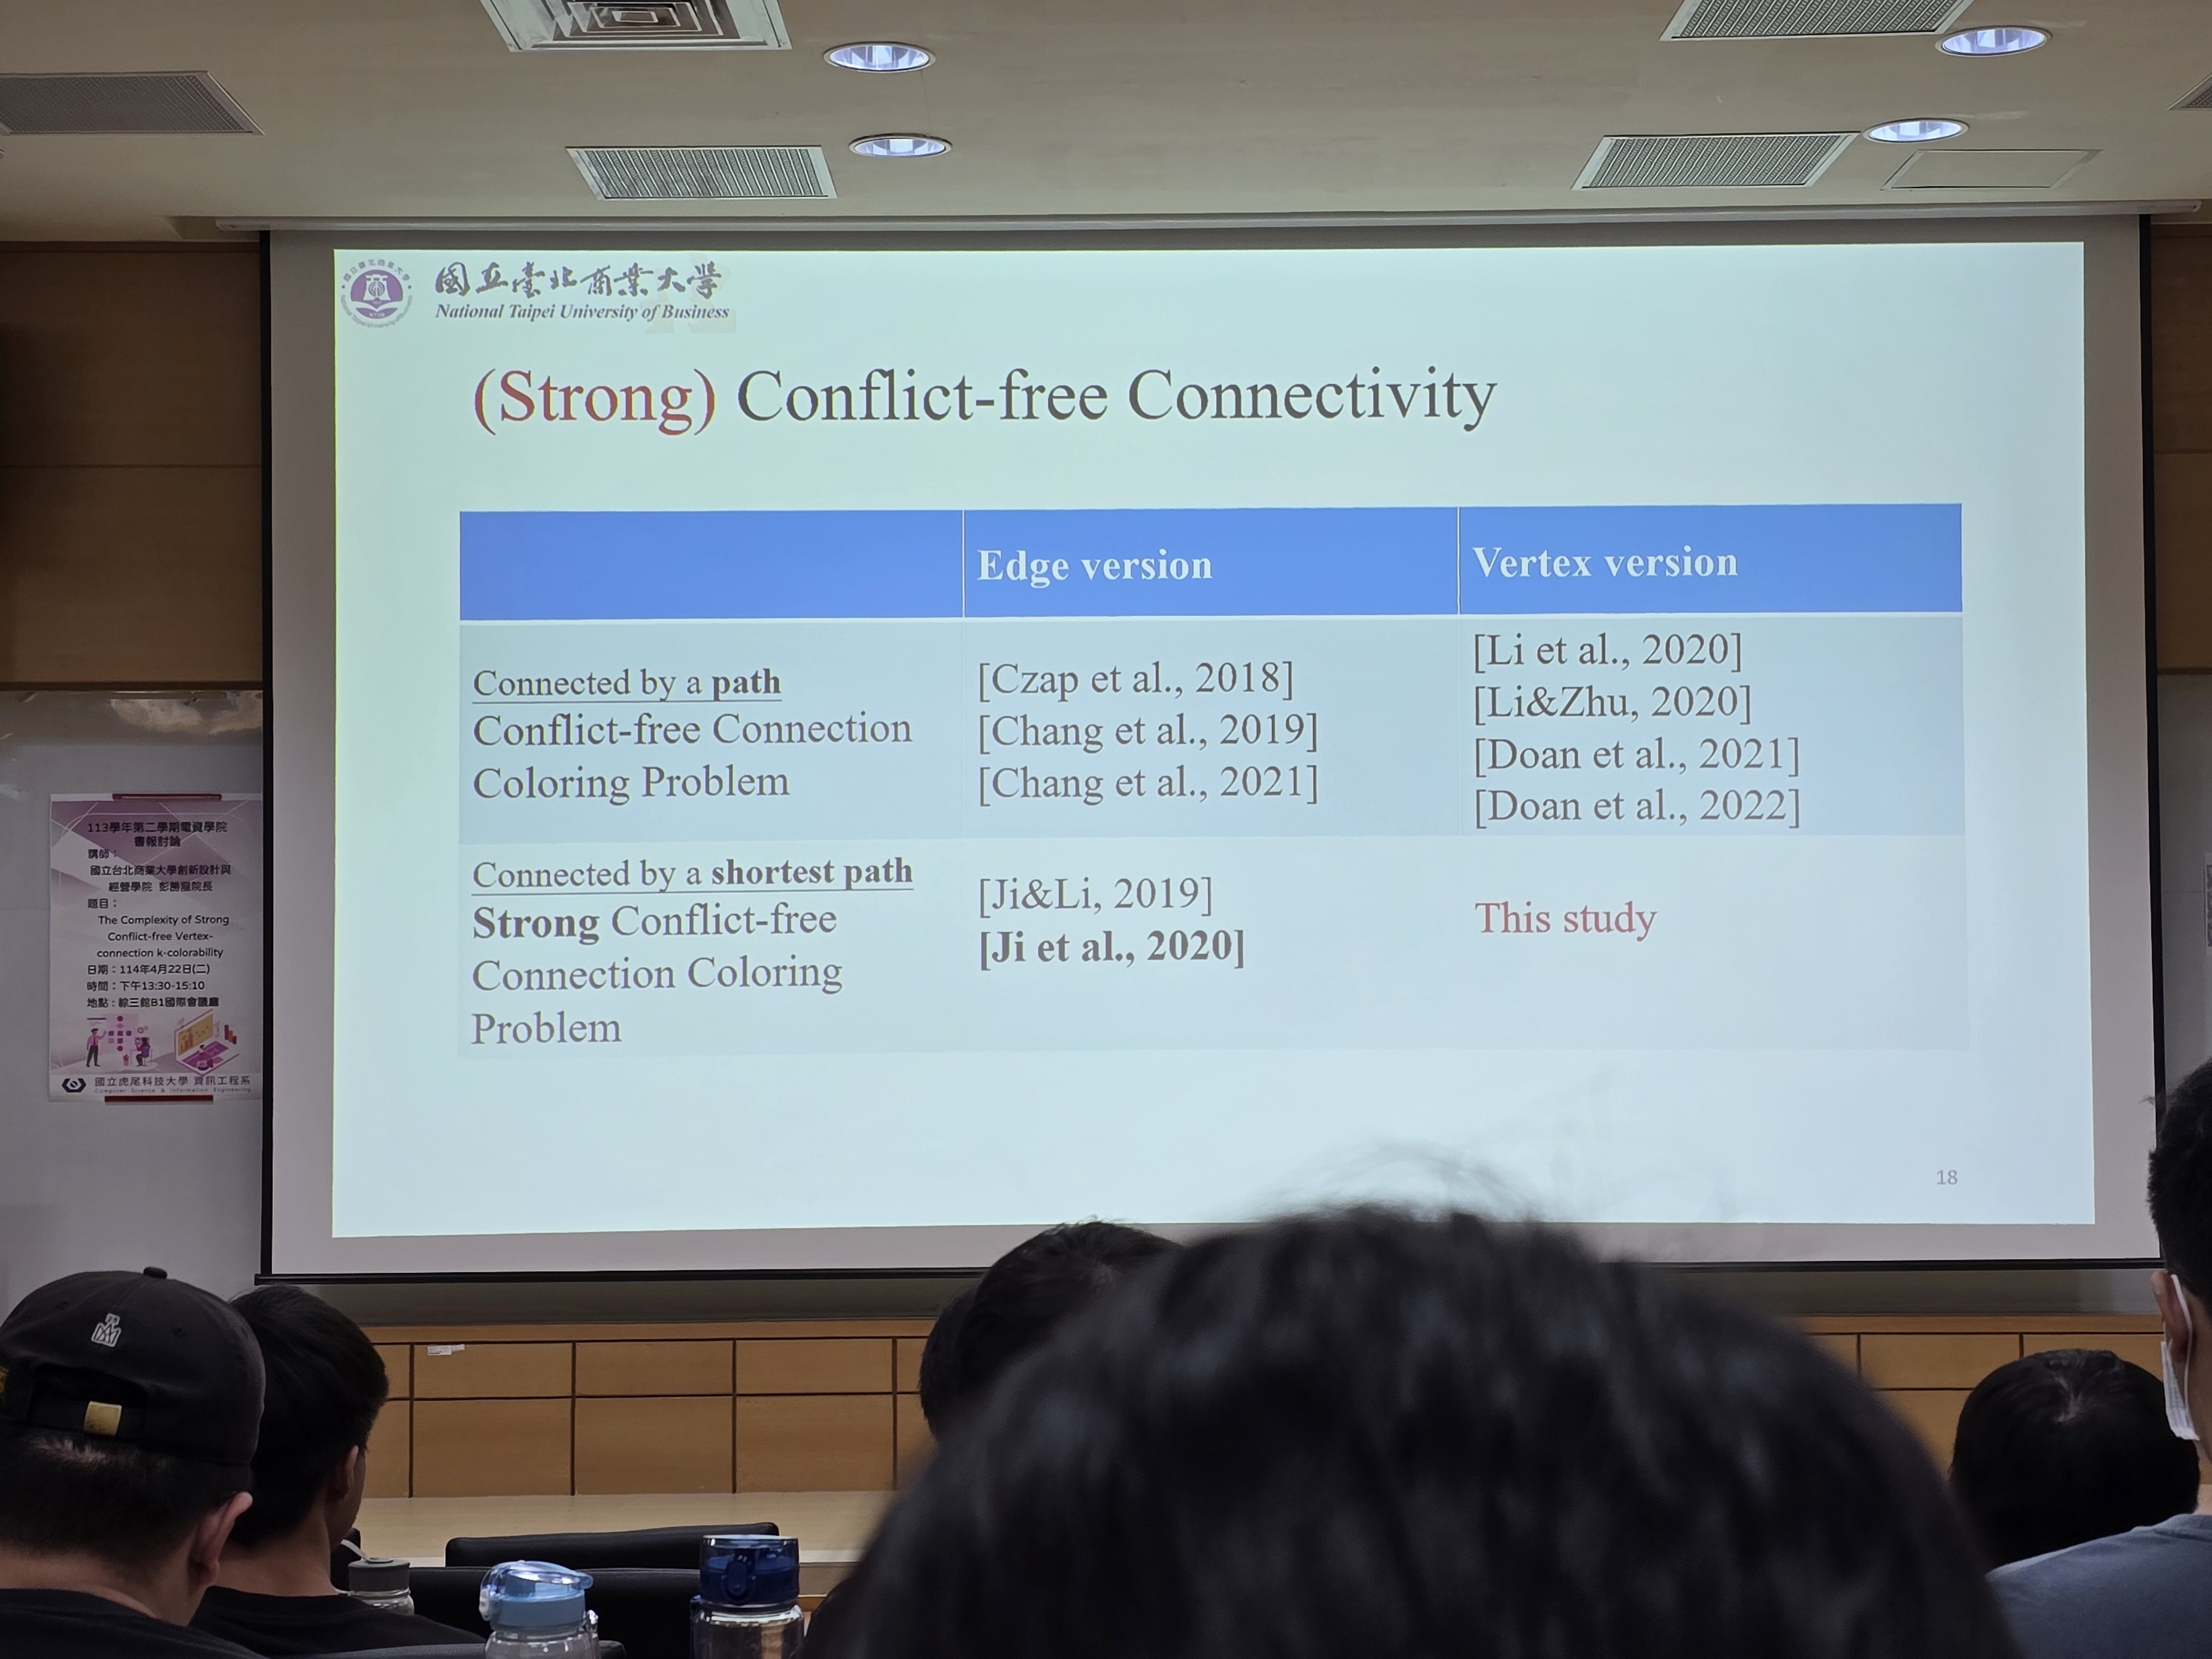 國立臺北商業大學
National Taipei University of Business
(Strong) Conflict-free Connectivity
Edge version
Vertex version
Connected by a path
Conflict-free Connection
Coloring Problem
[Czap et al., 2018]
[Chang et al., 2019]
[Chang et al., 2021]
[Li et al., 2020]
[Li&Zhu, 2020]
[Doan et al., 2021]
[Doan et al., 2022]
Connected by a shortest path
Strong Conflict-free
Connection Coloring
Problem
[Ji&Li, 2019]
[Ji et al., 2020]
This study
18
113學年第二學期電資學院
書報討論
講師：
國立台北商業大學創新設計與
經營學院 彭勝龍院長
題目：
The Complexity of Strong
Conflict-free Vertex-
connection k-colorability
日期：114年4月22日(二)
時間：下午13:30-15:10
地點：綜三館B1國際會議廳
國立虎尾科技大學 資訊工程系
Computer Science & Information Engineering